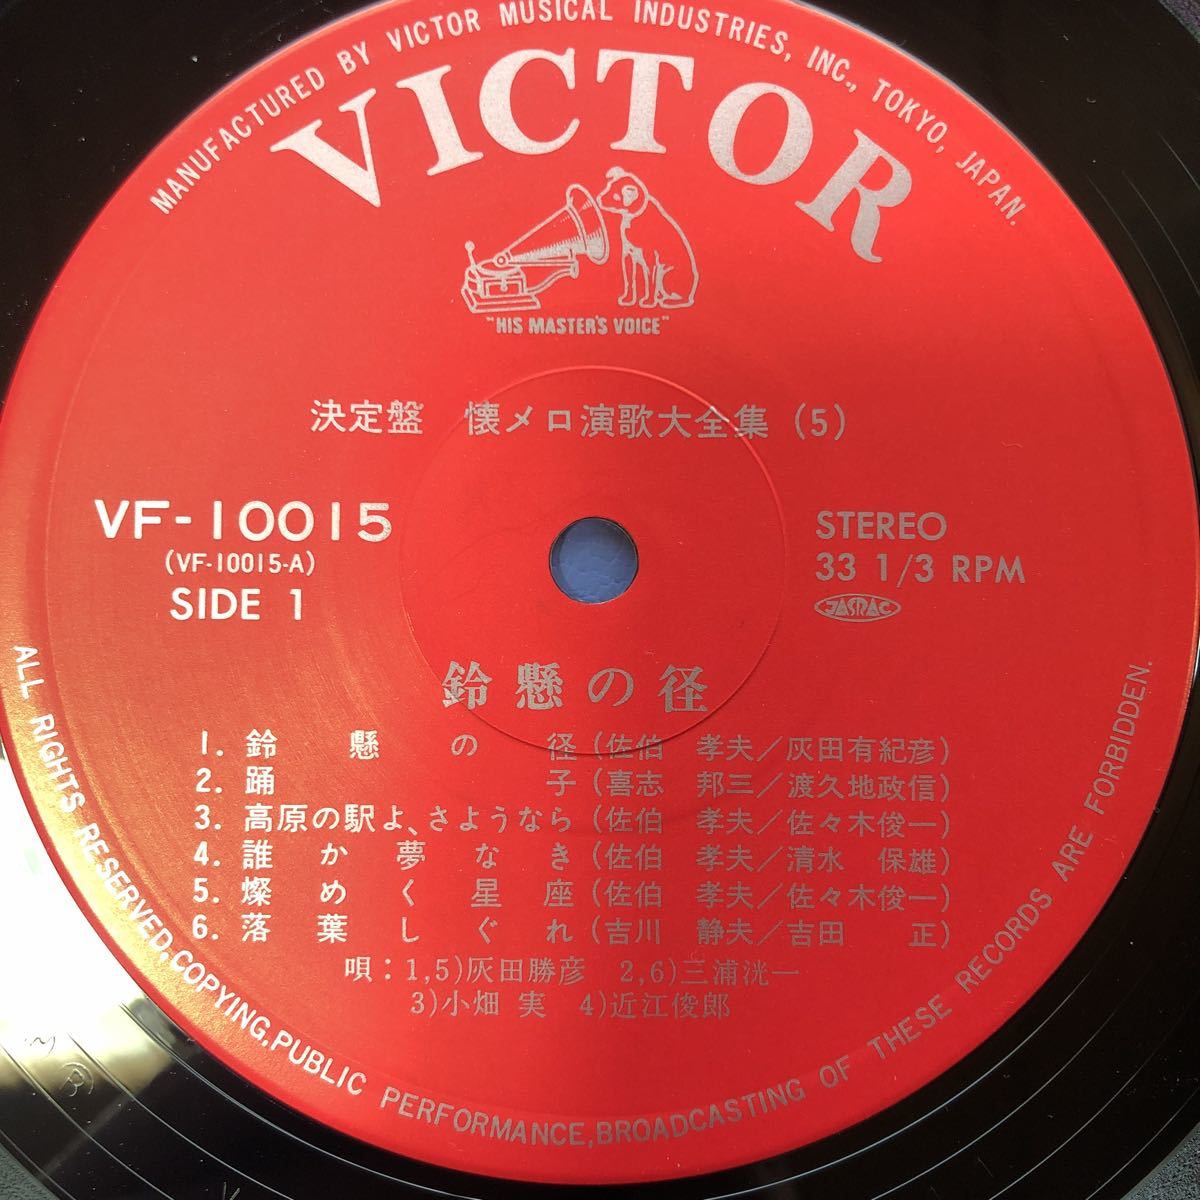 MANUFACTURED BY VICTOR MUSICAL INDUSTRIES, INC., TOKYO, JAPAN.
VICTOR
"HIS MASTER'S VOICE"
決定盤 懐メロ演歌大全集(5)
VF-10015
(VF-10015-A)
SIDE 1
STEREO
33 1/3 RPM
JASRAC
鈴懸の径
1. 鈴懸の径(佐伯 孝夫/灰田有紀彦)
2. 踊子(喜志 邦三/渡久地政信)
3. 高原の駅よ、さようなら(佐伯 孝夫/佐々木俊一)
4. 誰か夢なき(佐伯 孝夫/清水 保雄)
5. 燦めく星座(佐伯 孝夫/佐々木俊一)
6. 落葉しぐれ(吉川 静夫/吉田 正)
唄:1,5)灰田勝彦 2,6)三浦洸一
3)小畑 実 4)近江俊郎
ALL RIGHTS RESERVED,COPYING,PUBLIC PERFORMANCE,BROADCASTING OF THESE RECORDS ARE FORBIDDEN.